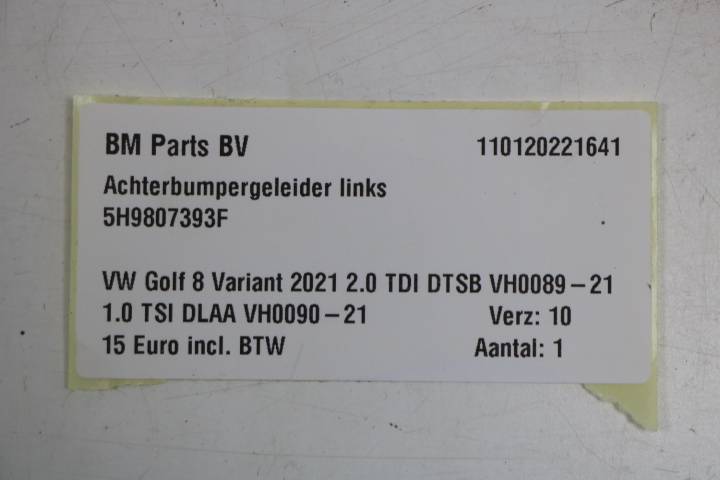 BM Parts BV 110120221641
Achterbumpergeleider links
5H9807393F
VW Golf 8 Variant 2021 2.0 TDI DTSB VH0089-21
1.0 TSI DLAA VH0090-21 Verz: 10
15 Euro incl. BTW Aantal: 1